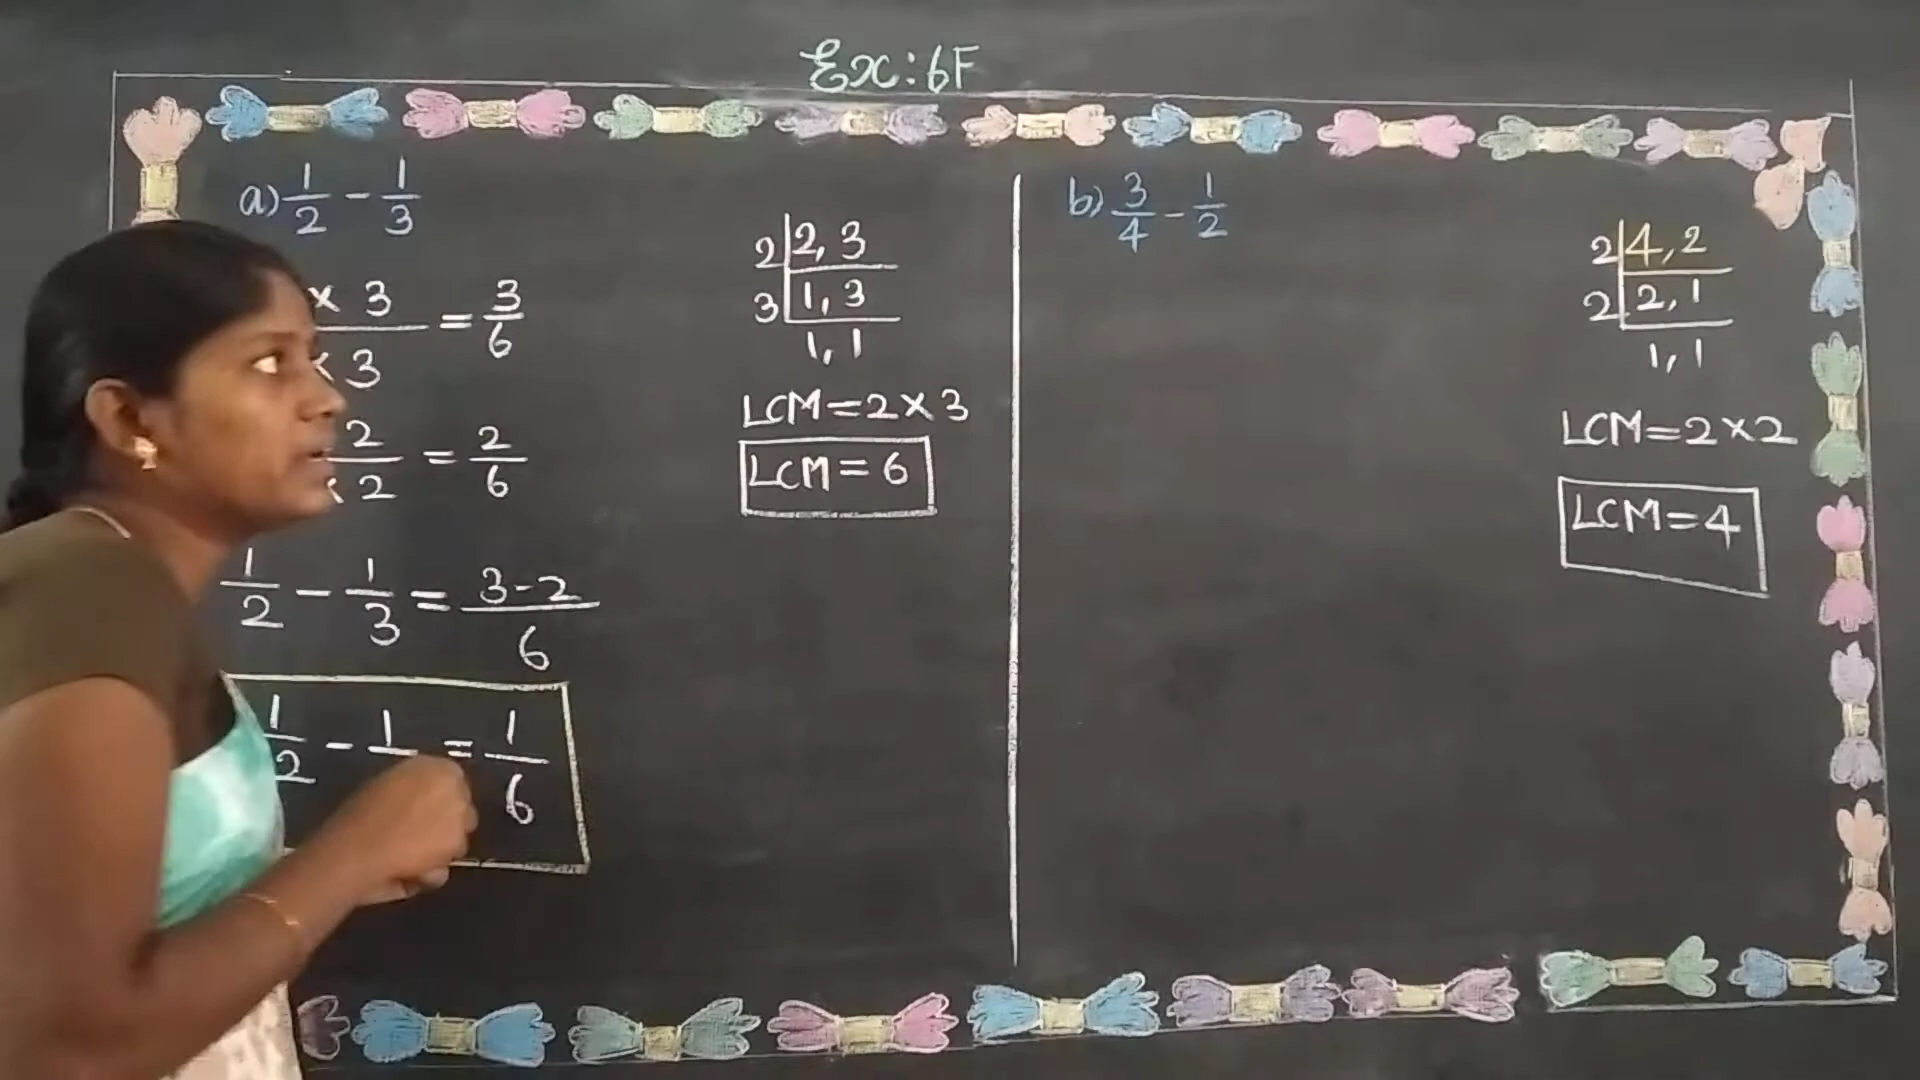 Ex: 6F
a) 1/2 - 1/3
× 3 / × 3 = 3/6
2 / × 2 = 2/6
1/2 - 1/3 = 3-2/6
1/2 - 1 = 1/6
2 | 2, 3
3 | 1, 3
1, 1
LCM = 2 × 3
LCM = 6
b) 3/4 - 1/2
2 | 4, 2
2 | 2, 1
1, 1
LCM = 2 × 2
LCM = 4